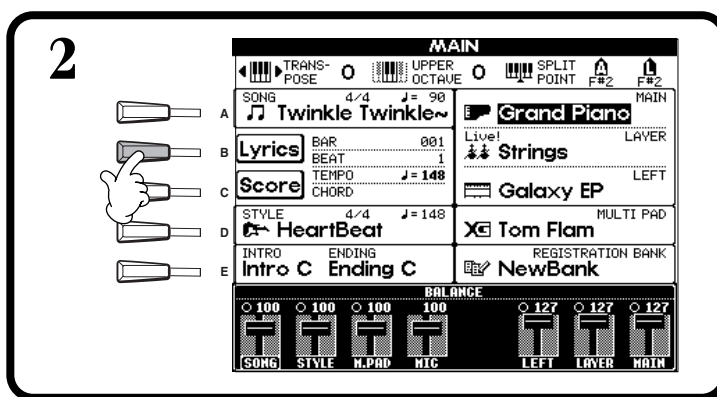 2
MAIN
TRANS-
POSE 0
UPPER
OCTAVE 0
SPLIT
POINT
A
F#2
L
F#2
A
SONG 4/4 ♩= 90
Twinkle Twinkle~
MAIN
Grand Piano
B
Lyrics
BAR 001
BEAT 1
Live! LAYER
Strings
C
Score
TEMPO ♩=148
CHORD
LEFT
Galaxy EP
D
STYLE 4/4 ♩=148
HeartBeat
MULTI PAD
XG Tom Flam
E
INTRO ENDING
Intro C Ending C
REGISTRATION BANK
NewBank
BALANCE
100 100 100 100 127 127 127
SONG STYLE M.PAD MIC LEFT LAYER MAIN